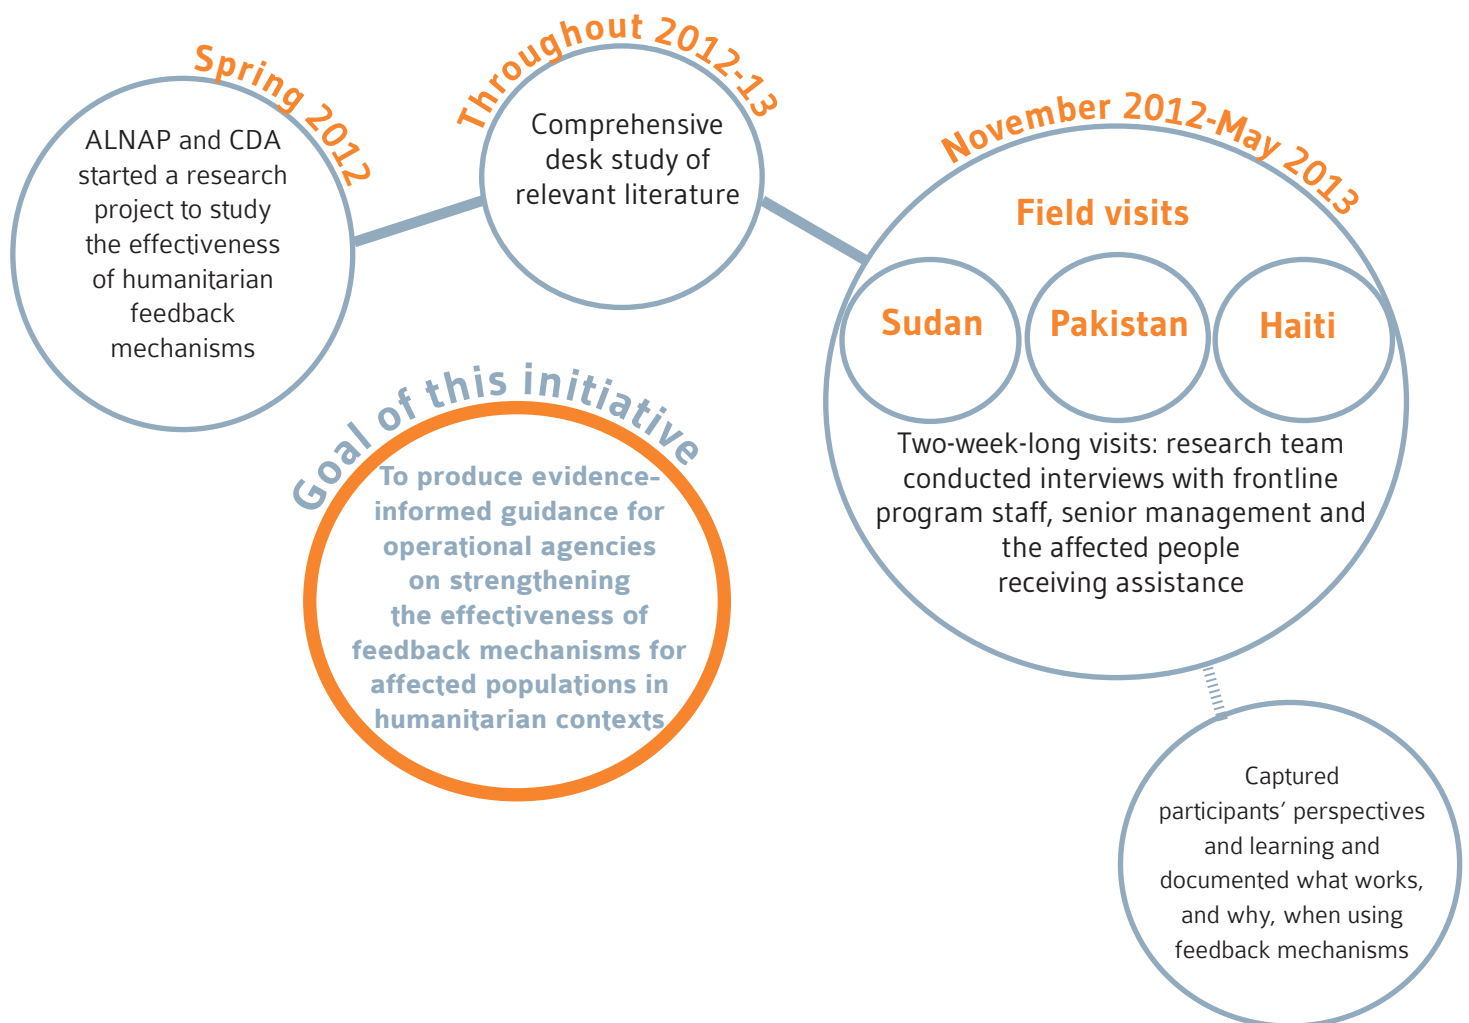 Spring 2012
ALNAP and CDA
started a research
project to study
the effectiveness
of humanitarian
feedback
mechanisms
Throughout 2012-13
Comprehensive
desk study of
relevant literature
November 2012-May 2013
Field visits
Sudan
Pakistan
Haiti
Two-week-long visits: research team
conducted interviews with frontline
program staff, senior management and
the affected people
receiving assistance
Goal of this initiative
To produce evidence-
informed guidance for
operational agencies
on strengthening
the effectiveness of
feedback mechanisms for
affected populations in
humanitarian contexts
Captured
participants’ perspectives
and learning and
documented what works,
and why, when using
feedback mechanisms